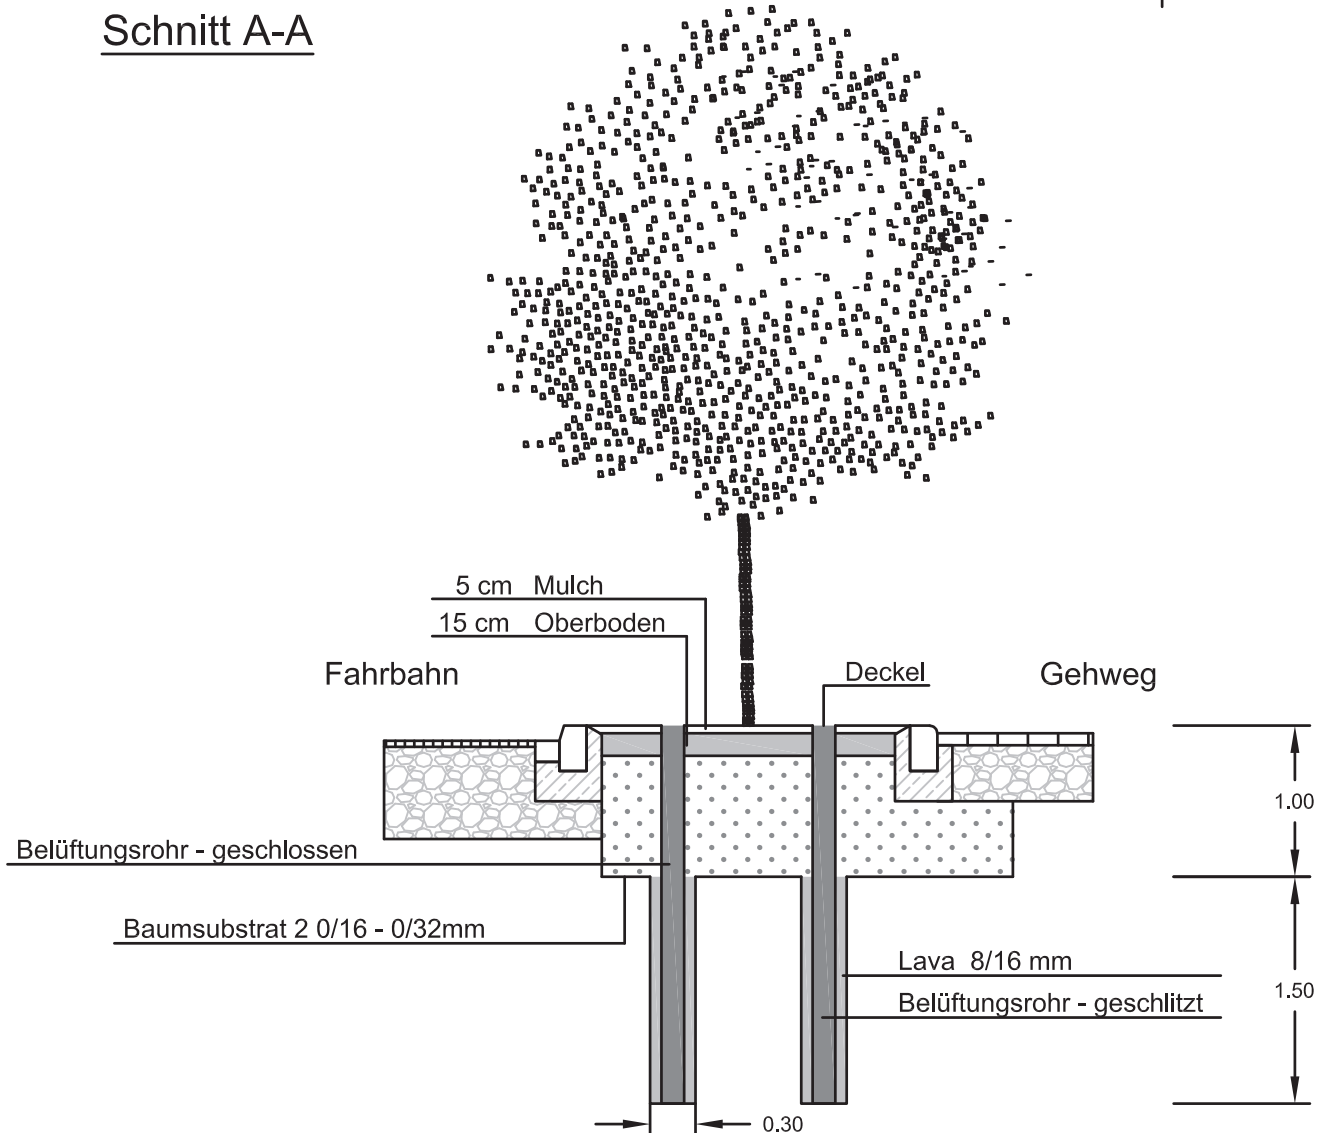 Schnitt A-A
5 cm Mulch
15 cm Oberboden
Fahrbahn
Deckel
Gehweg
1.00
Belüftungsrohr - geschlossen
Baumsubstrat 2 0/16 - 0/32mm
Lava 8/16 mm
1.50
Belüftungsrohr - geschlitzt
0.30